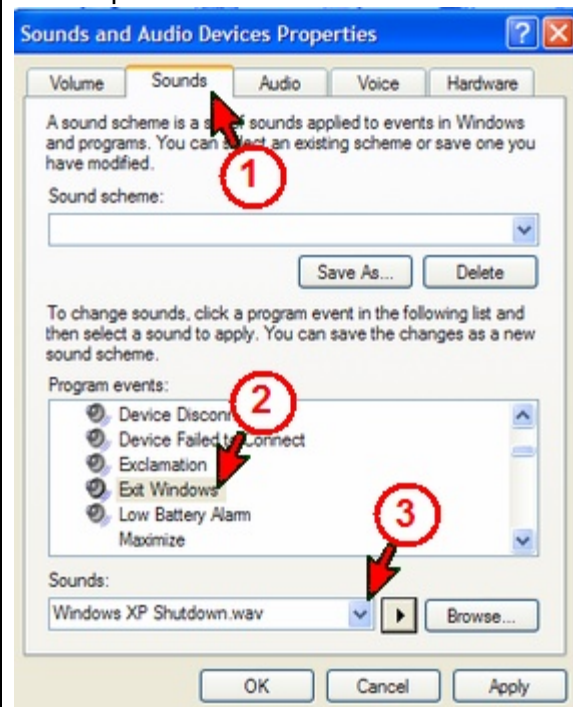 Sounds and Audio Devices Properties
Volume Sounds Audio Voice Hardware
A sound scheme is a sounds applied to events in Windows
and programs. You can select an existing scheme or save one you
have modified.
1
Sound scheme:
Save As... Delete
To change sounds, click a program event in the following list and
then select a sound to apply. You can save the changes as a new
sound scheme.
Program events:
2
Device
Device Failed to Connect
Exclamation
Exit Windows
Low Battery Alarm
3
Maximize
Sounds:
Windows XP Shutdown.wav Browse...
OK Cancel Apply